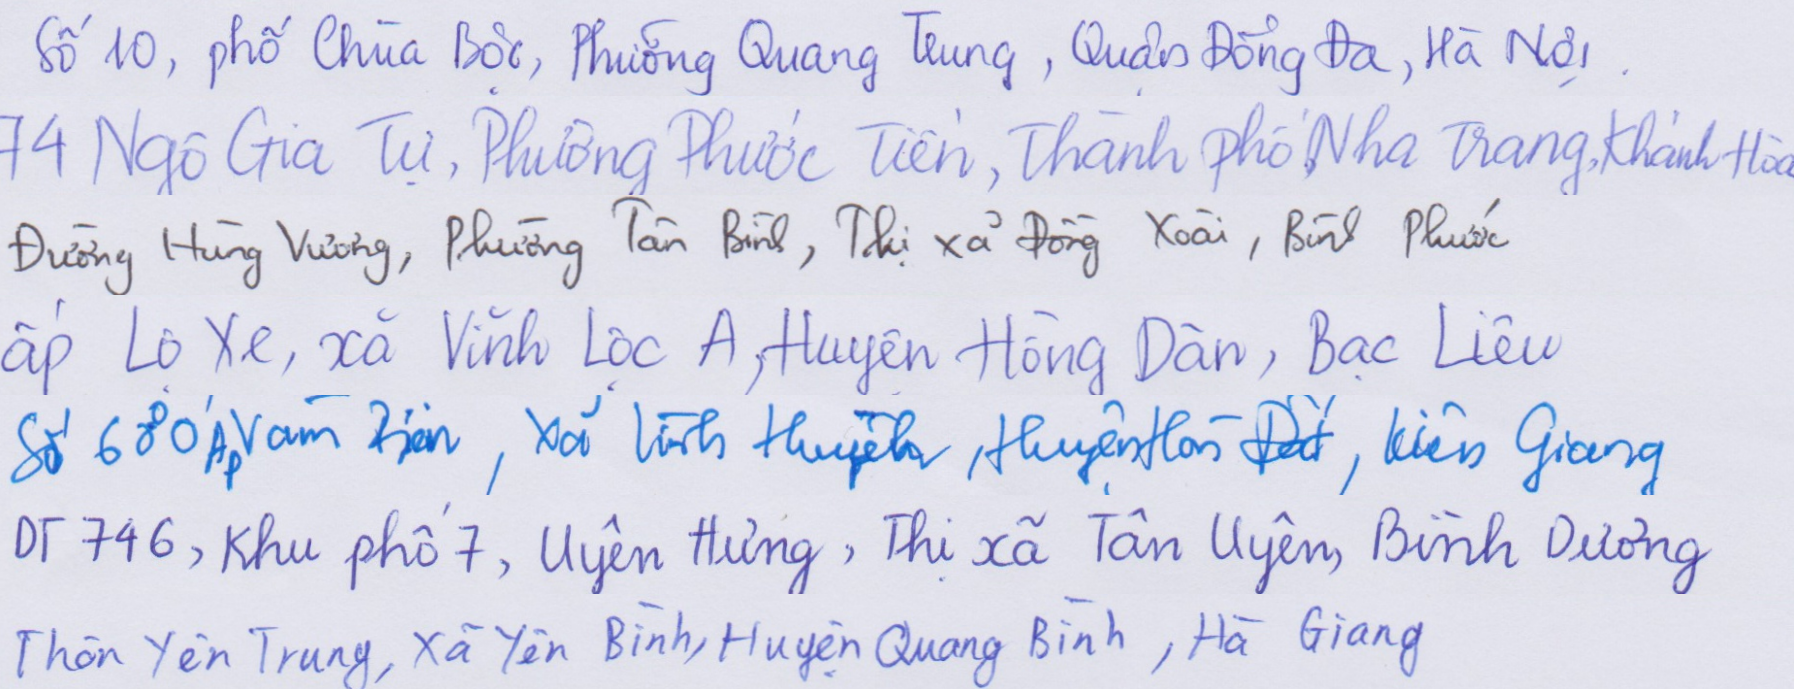 Số 10, phố Chùa Bộc, Phường Quang Trung, Quận Đống Đa, Hà Nội.
74 Ngô Gia Tự, Phường Phước Tiến, Thành phố Nha Trang, Khánh Hòa
Đường Hùng Vương, Phường Tân Bình, Thị xã Đồng Xoài, Bình Phước
ấp Lộ Xe, xã Vĩnh Lộc A, Huyện Hồng Dân, Bạc Liêu
Số 680 Ấp Vàm Biển, Xã Lình Huỳnh, Huyện Hòn Đất, Kiên Giang
DT 746, Khu phố 7, Uyên Hưng, Thị xã Tân Uyên, Bình Dương
Thôn Yên Trung, Xã Yên Bình, Huyện Quang Bình, Hà Giang